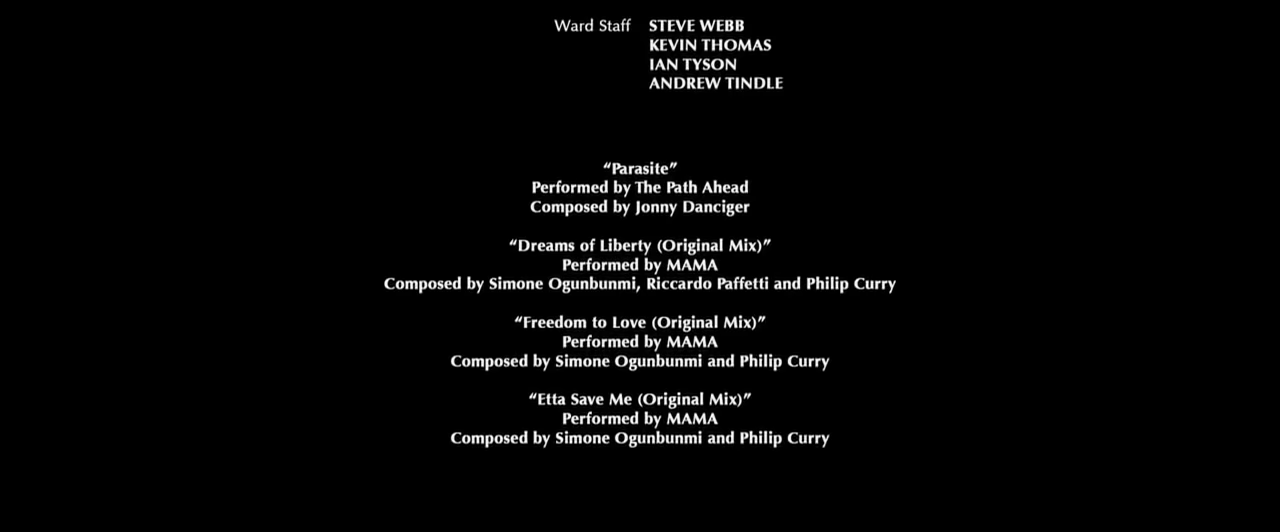 Ward Staff STEVE WEBB
KEVIN THOMAS
IAN TYSON
ANDREW TINDLE
“Parasite”
Performed by The Path Ahead
Composed by Jonny Danciger
“Dreams of Liberty (Original Mix)”
Performed by MAMA
Composed by Simone Ogunbunmi, Riccardo Paffetti and Philip Curry
“Freedom to Love (Original Mix)”
Performed by MAMA
Composed by Simone Ogunbunmi and Philip Curry
“Etta Save Me (Original Mix)”
Performed by MAMA
Composed by Simone Ogunbunmi and Philip Curry